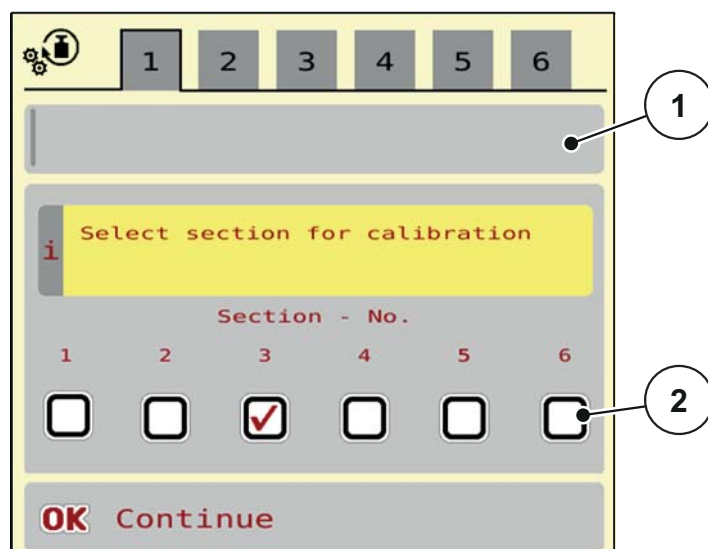 1 2 3 4 5 6
1
i Select section for calibration
Section - No.
1 2 3 4 5 6
2
OK Continue